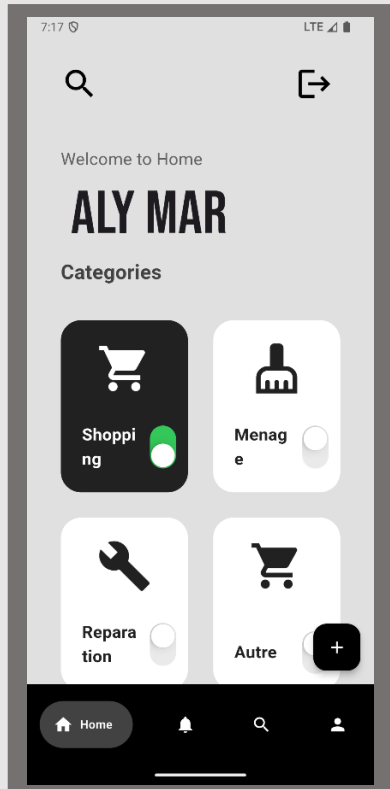 7:17 LTE
Welcome to Home
ALY MAR
Categories
Shoppi
ng
Menag
e
Repara
tion
Autre
+
Home